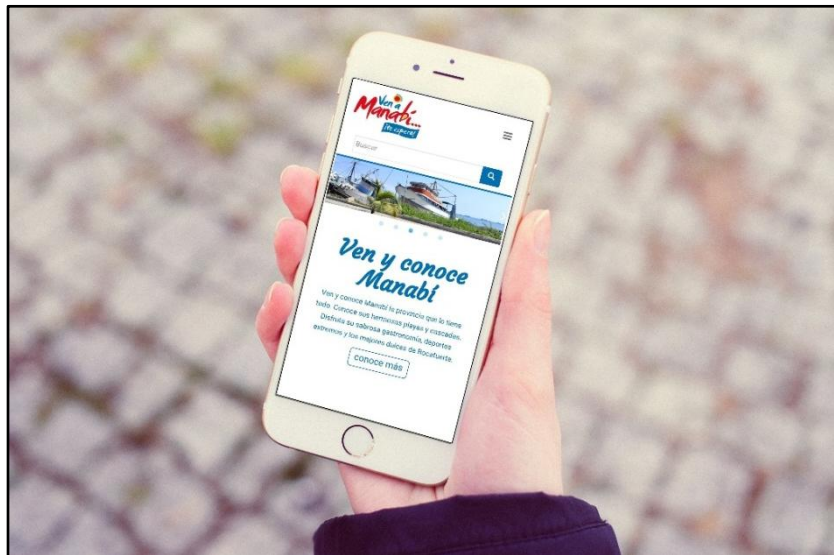 Ven a
Manabí...
¡Te espera!
Buscar
Ven y conoce
Manabí
Ven y conoce Manabí la provincia que lo tiene
todo. Conoce sus hermosas playas y cascadas.
Disfruta su sabrosa gastronomía, deportes
extremos y los mejores dulces de Rocafuerte.
conoce más